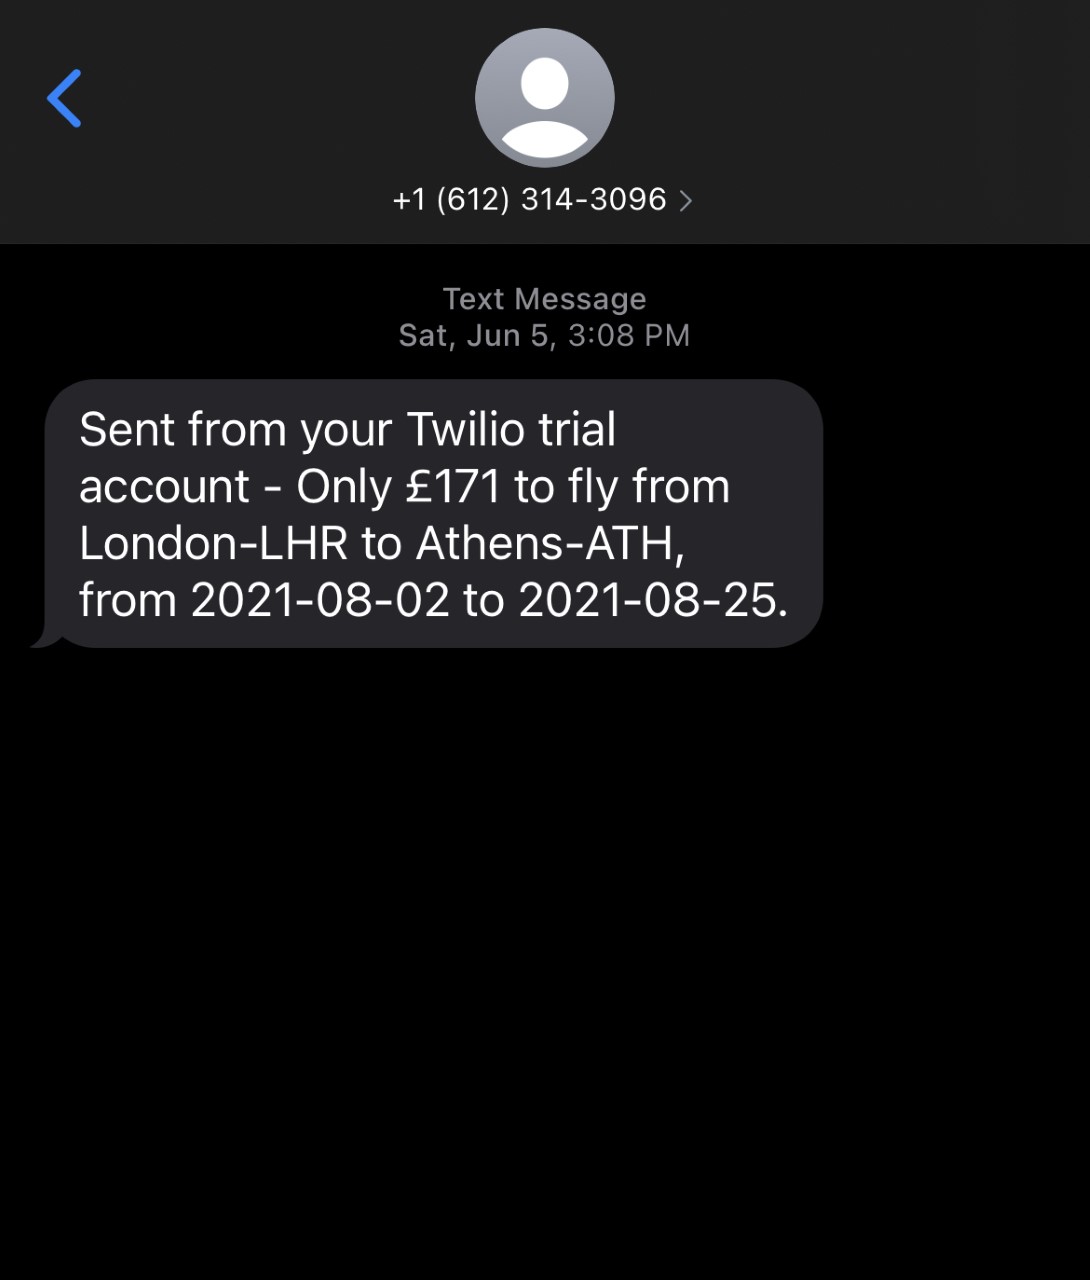 +1 (612) 314-3096
Text Message
Sat, Jun 5, 3:08 PM
Sent from your Twilio trial
account - Only £171 to fly from
London-LHR to Athens-ATH,
from 2021-08-02 to 2021-08-25.